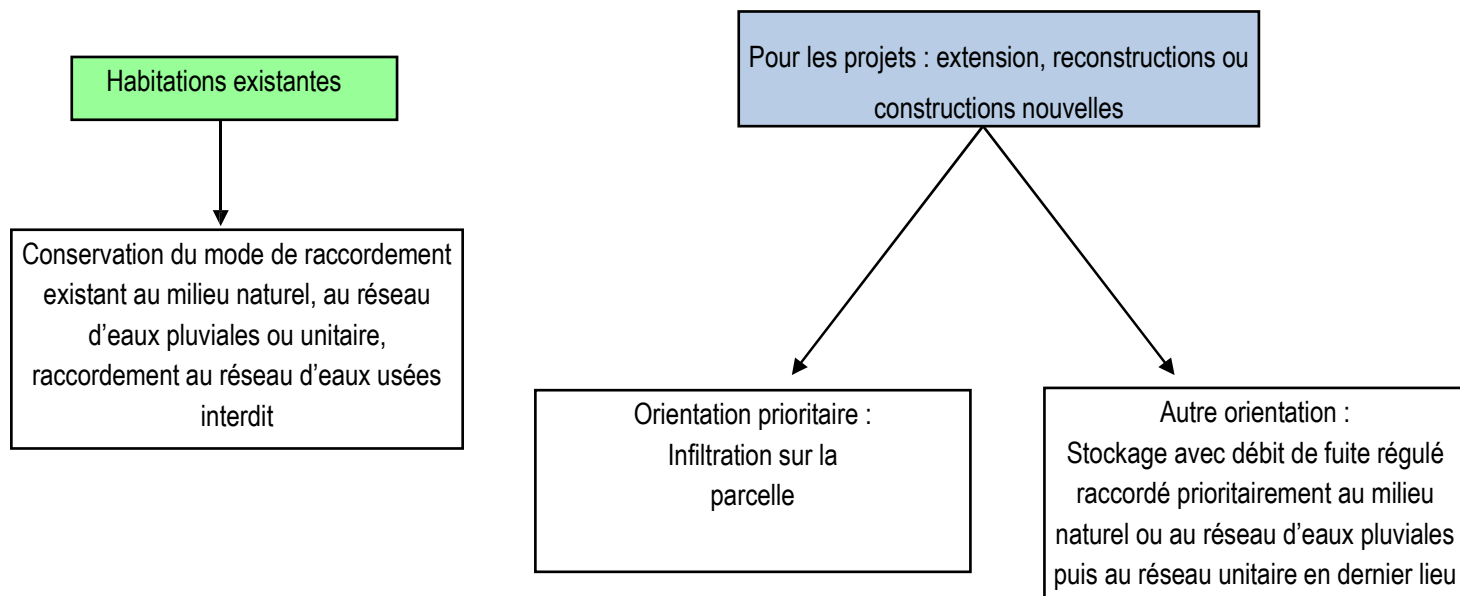 Habitations existantes
Pour les projets : extension, reconstructions ou
constructions nouvelles
Conservation du mode de raccordement
existant au milieu naturel, au réseau
d’eaux pluviales ou unitaire,
raccordement au réseau d’eaux usées
interdit
Orientation prioritaire :
Infiltration sur la
parcelle
Autre orientation :
Stockage avec débit de fuite régulé
raccordé prioritairement au milieu
naturel ou au réseau d’eaux pluviales
puis au réseau unitaire en dernier lieu